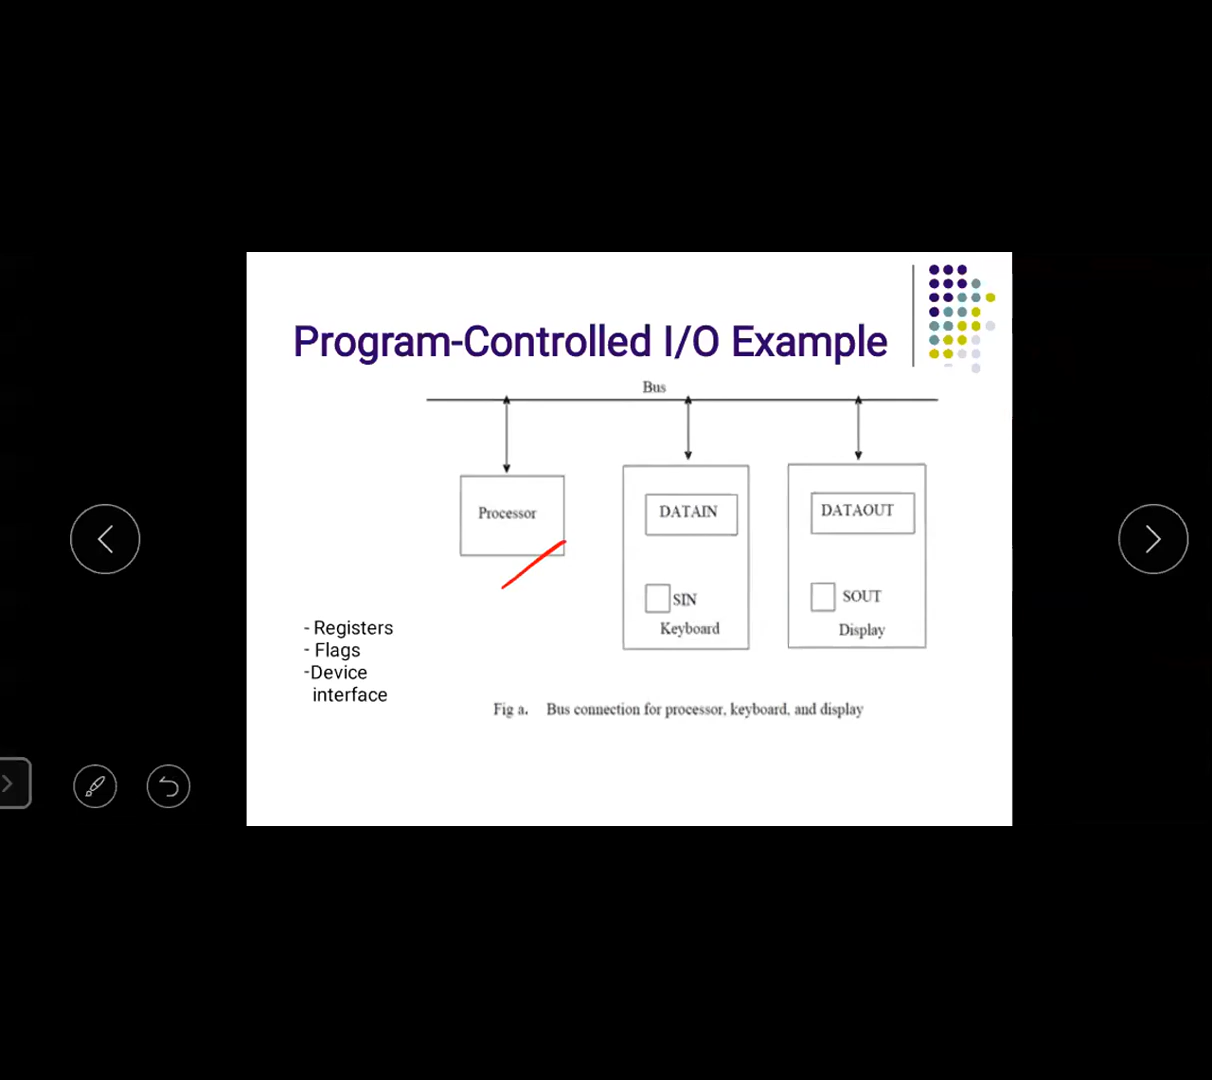 Program-Controlled I/O Example
Bus
Processor
DATAIN
DATAOUT
SIN
SOUT
Keyboard
Display
- Registers
- Flags
-Device
interface
Fig a. Bus connection for processor, keyboard, and display